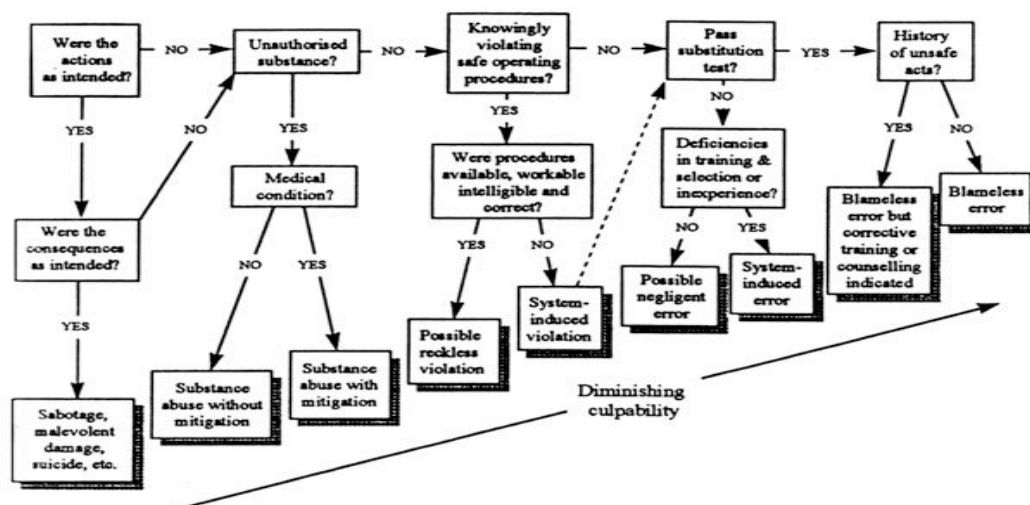 Were the
actions
as intended?
NO
Unauthorised
substance?
NO
Knowingly
violating
safe operating
procedures?
NO
Pass
substitution
test?
YES
History
of unsafe
acts?
YES
NO
YES
YES
NO
YES
NO
Were the
consequences
as intended?
Medical
condition?
Were procedures
available, workable
intelligible and
correct?
Deficiencies
in training &
selection or
inexperience?
Blameless
error but
corrective
training or
counselling
indicated
Blameless
error
YES
NO
YES
YES
NO
NO
YES
Sabotage,
malevolent
damage,
suicide, etc.
Substance
abuse without
mitigation
Substance
abuse with
mitigation
Possible
reckless
violation
System-
induced
violation
Possible
negligent
error
System-
induced
error
Diminishing
culpability